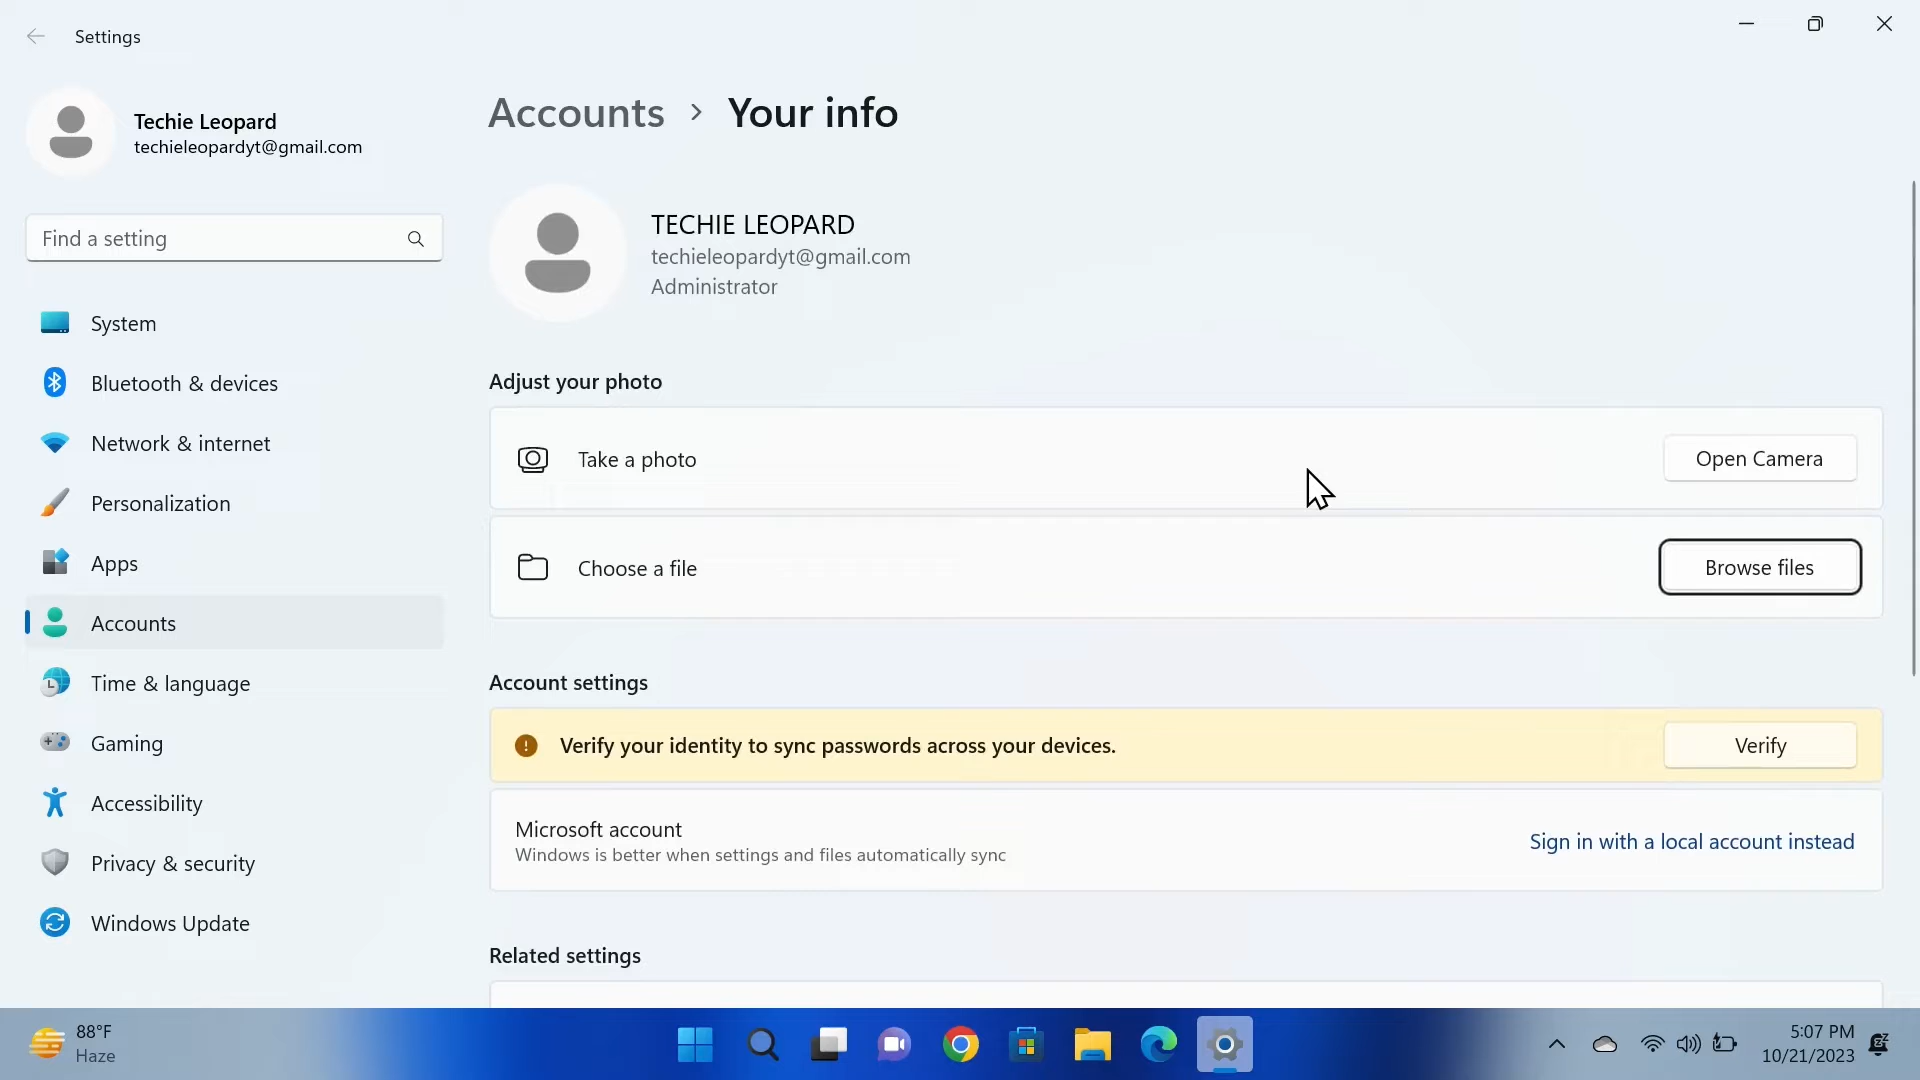 Settings
Techie Leopard
techieleopardyt@gmail.com
Find a setting
System
Bluetooth & devices
Network & internet
Personalization
Apps
Accounts
Time & language
Gaming
Accessibility
Privacy & security
Windows Update
Accounts > Your info
TECHIE LEOPARD
techieleopardyt@gmail.com
Administrator
Adjust your photo
Take a photo
Open Camera
Choose a file
Browse files
Account settings
Verify your identity to sync passwords across your devices.
Verify
Microsoft account
Windows is better when settings and files automatically sync
Sign in with a local account instead
Related settings
88°F
Haze
5:07 PM
10/21/2023